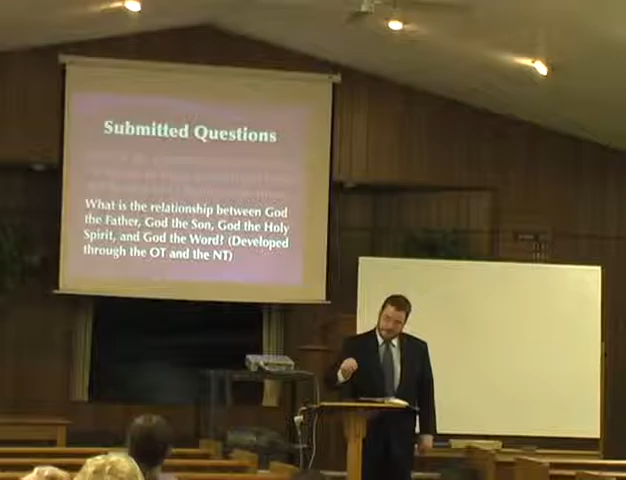 Submitted Questions
What is the relationship between God
the Father, God the Son, God the Holy
Spirit, and God the Word? (Developed
through the OT and the NT)